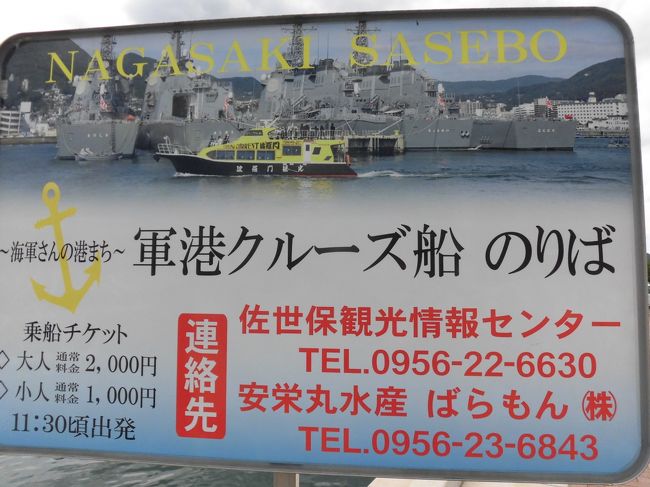 NAGASAKI SASEBO
～海軍さんの港まち～ 軍港クルーズ船 のりば
乗船チケット
◇ 大人 通常料金 2,000円
◇ 小人 通常料金 1,000円
11:30頃出発
連絡先
佐世保観光情報センター
TEL.0956-22-6630
安栄丸水産 ばらもん ㈱
TEL.0956-23-6843